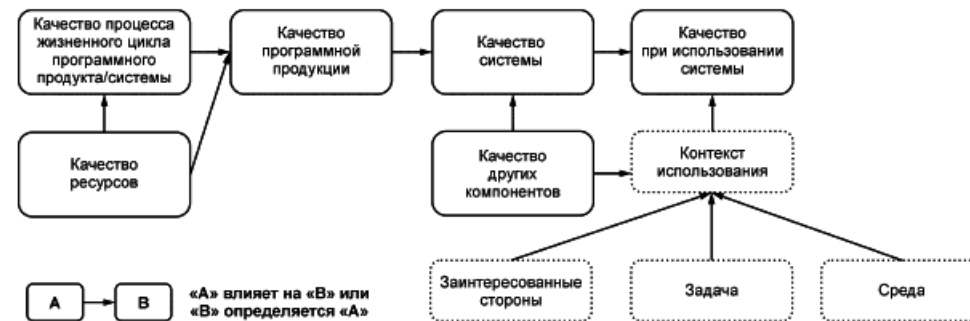 Качество процесса
жизненного цикла
программного
продукта/системы
Качество
программной
продукции
Качество
системы
Качество
при использовании
системы
Качество
ресурсов
Качество
других
компонентов
Контекст
использования
Заинтересованные
стороны
Задача
Среда
А
В
«А» влияет на «В» или
«В» определяется «А»